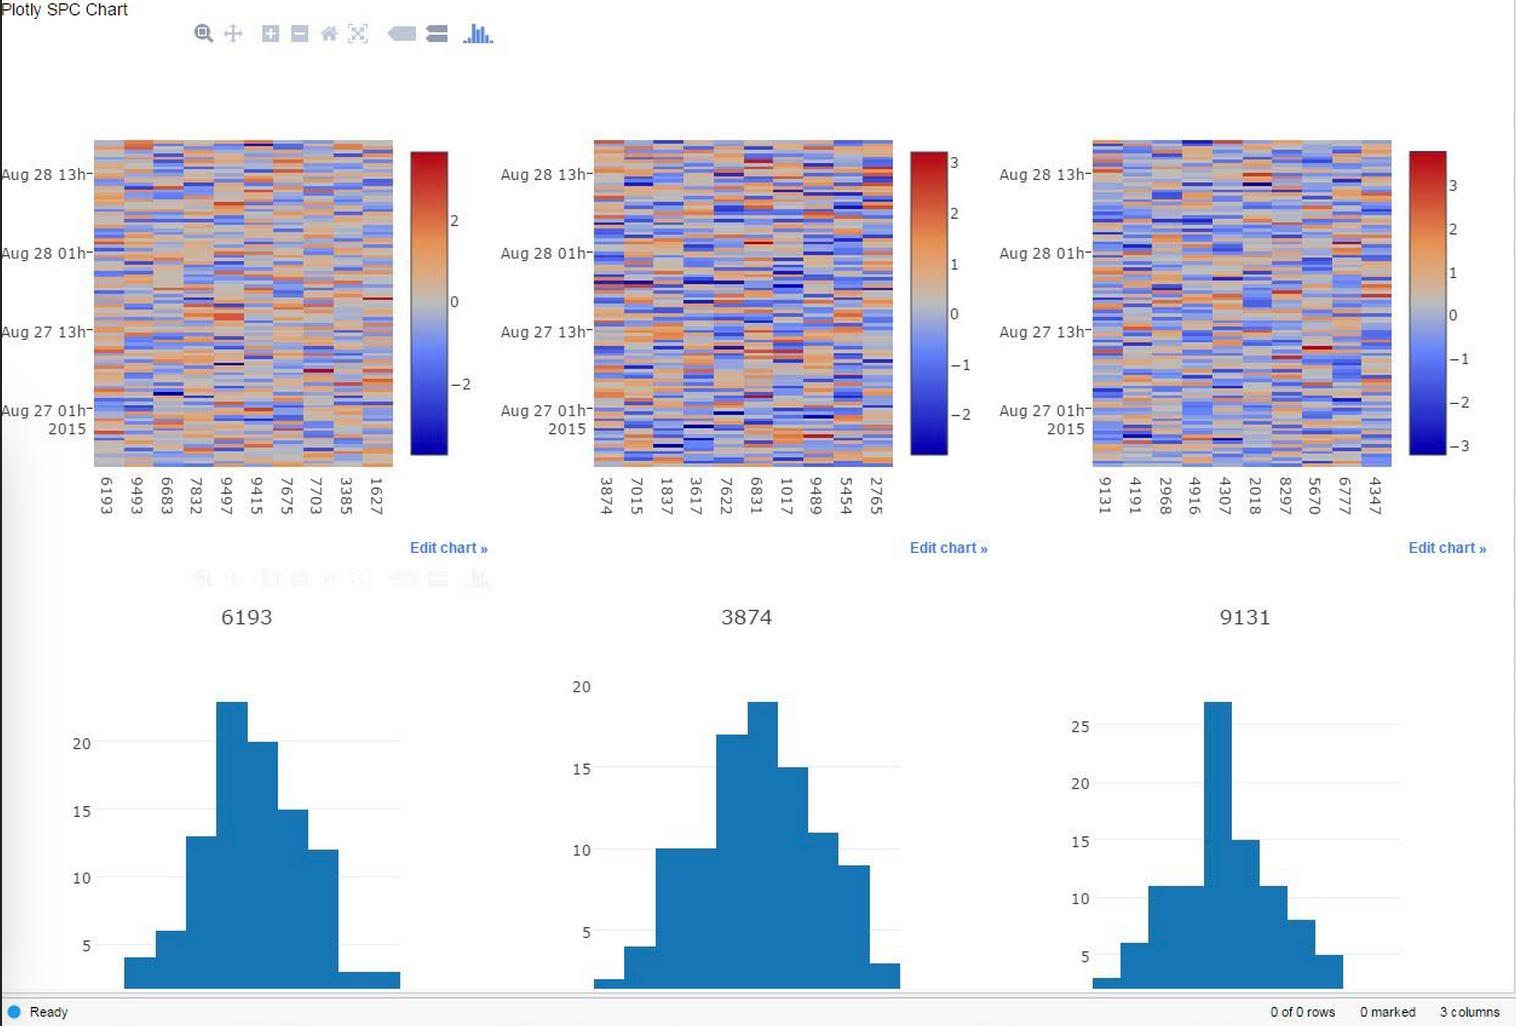 Plotly SPC Chart
Aug 28 13h
Aug 28 01h
Aug 27 13h
Aug 27 01h
2015
2
0
−2
6193 9493 6683 7832 9497 9415 7675 7703 3385 1627
Edit chart »
Aug 28 13h
Aug 28 01h
Aug 27 13h
Aug 27 01h
2015
3
2
1
0
−1
−2
3874 7015 1837 3617 7622 6831 1017 9489 5454 2765
Edit chart »
Aug 28 13h
Aug 28 01h
Aug 27 13h
Aug 27 01h
2015
3
2
1
0
−1
−2
−3
9131 4191 2968 4916 4307 2018 8297 5670 6777 4347
Edit chart »
6193
20
15
10
5
3874
20
15
10
5
9131
25
20
15
10
5
Ready
0 of 0 rows 0 marked 3 columns